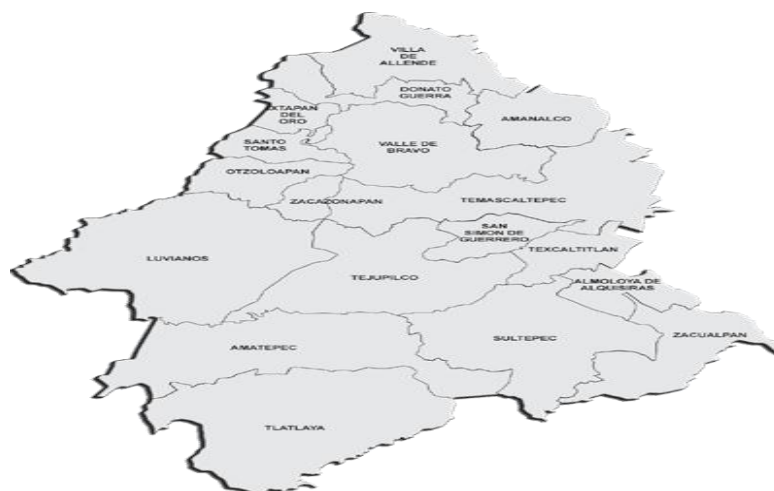 VILLA
DE
ALLENDE
DONATO
GUERRA
IXTAPAN
DEL
ORO
AMANALCO
SANTO
TOMAS
VALLE DE
BRAVO
OTZOLOAPAN
ZACAZONAPAN
TEMASCALTEPEC
SAN
SIMON DE
GUERRERO
TEXCALTITLAN
LUVIANOS
TEJUPILCO
ALMOLOYA DE
ALQUISIRAS
AMATEPEC
SULTEPEC
ZACUALPAN
TLATLAYA